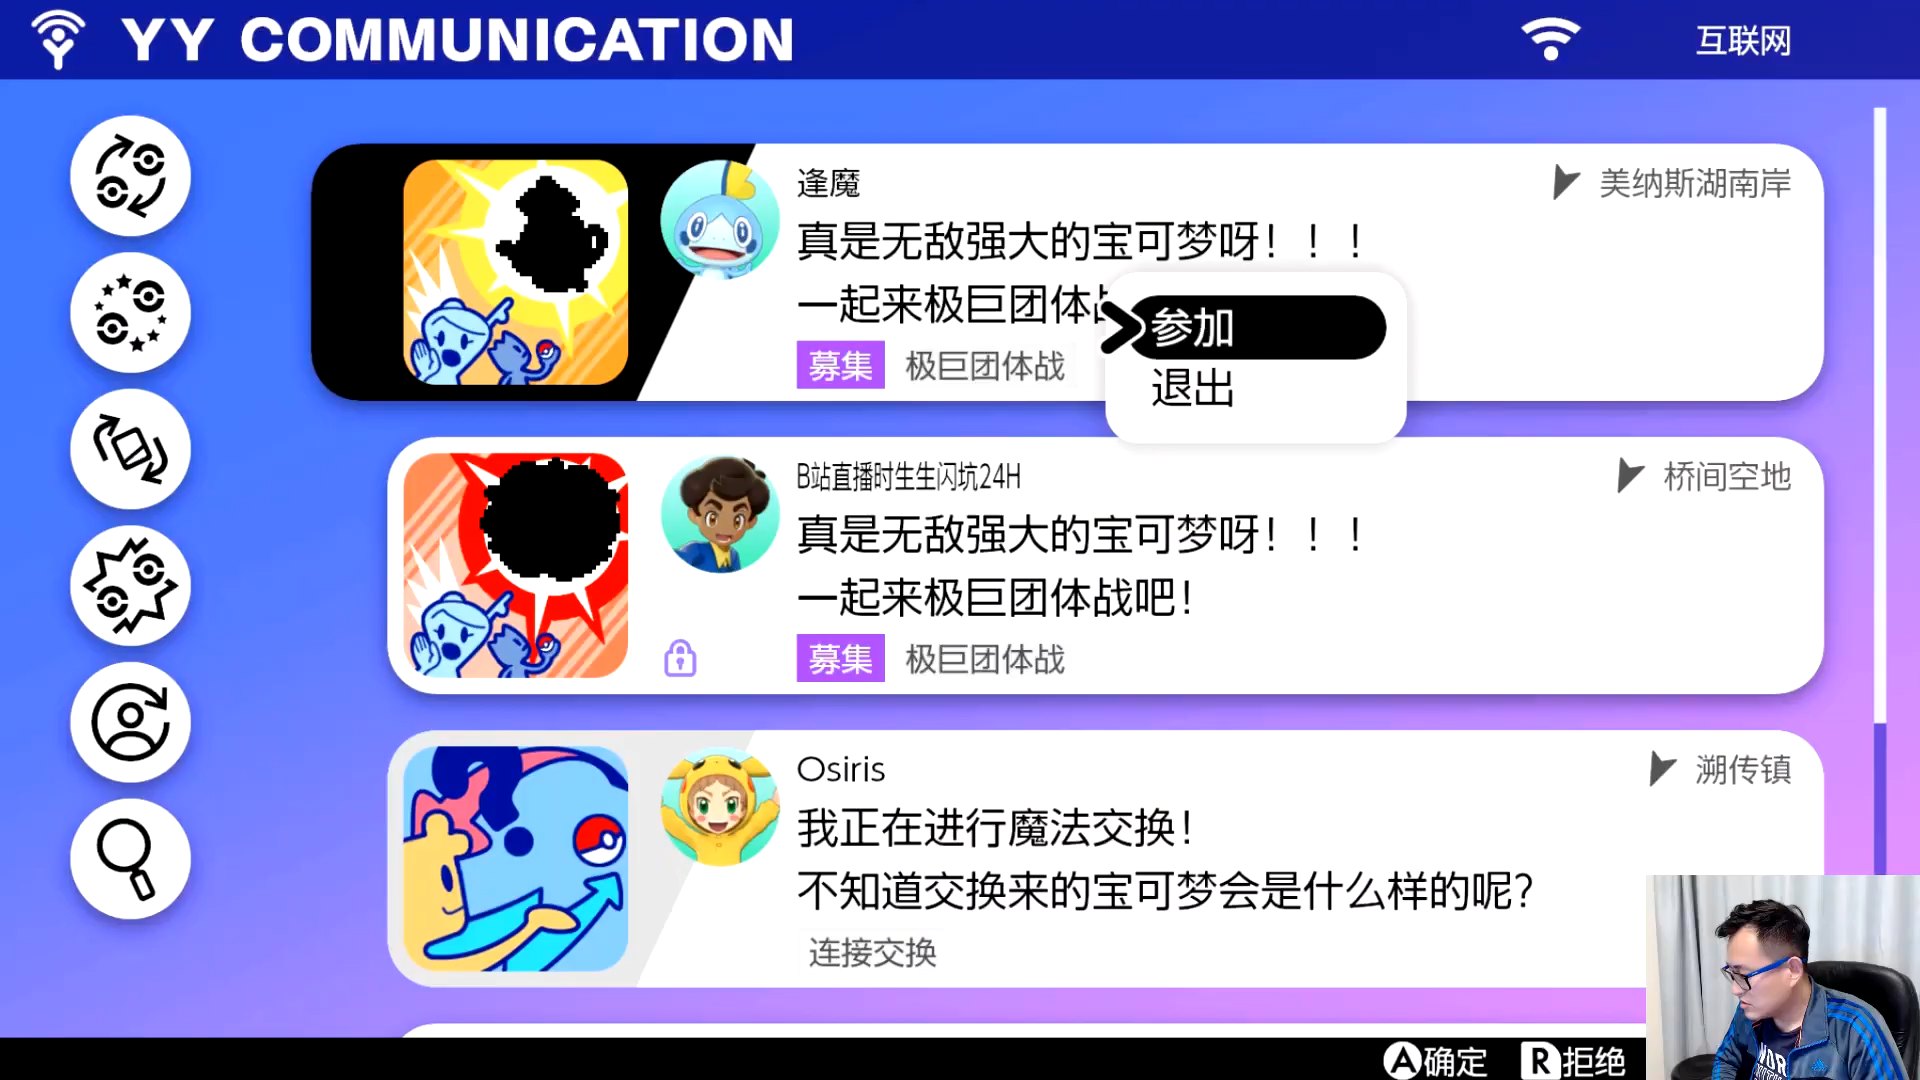 YY COMMUNICATION
互联网
逢魔
美纳斯湖南岸
真是无敌强大的宝可梦呀！！！
一起来极巨团体
参加
退出
募集 极巨团体战
B站直播时生生闪坑24H
桥间空地
真是无敌强大的宝可梦呀！！！
一起来极巨团体战吧！
募集 极巨团体战
Osiris
溯传镇
我正在进行魔法交换！
不知道交换来的宝可梦会是什么样的呢？
连接交换
A确定 R拒绝